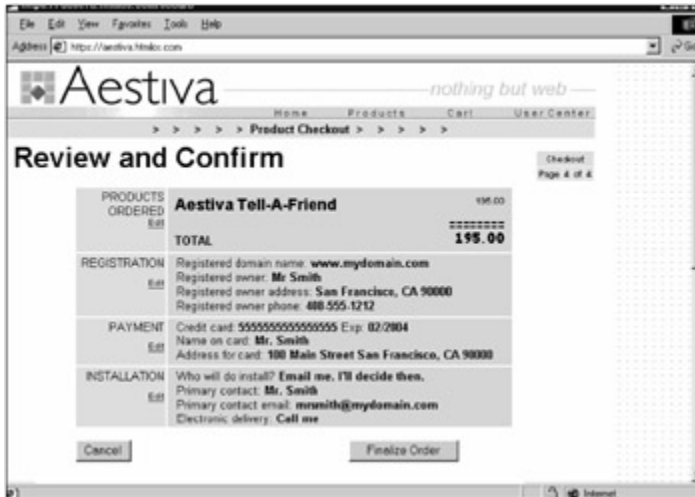 File Edit View Favorites Tools Help
Address https://aestiva.htmlos.com
Aestiva
nothing but web
Home Products Cart User Center
> > > > > Product Checkout > > > > >
Review and Confirm
Checkout
Page 4 of 4
PRODUCTS ORDERED
Edit
Aestiva Tell-A-Friend 195.00
========
TOTAL 195.00
REGISTRATION
Edit
Registered domain name: www.mydomain.com
Registered owner: Mr Smith
Registered owner address: San Francisco, CA 90000
Registered owner phone: 408-555-1212
PAYMENT
Edit
Credit card: 5555555555555555 Exp: 02/2004
Name on card: Mr. Smith
Address for card: 100 Main Street San Francisco, CA 90000
INSTALLATION
Edit
Who will do install? Email me. I'll decide then.
Primary contact: Mr. Smith
Primary contact email: mrsmith@mydomain.com
Electronic delivery: Call me
Cancel Finalize Order
Internet